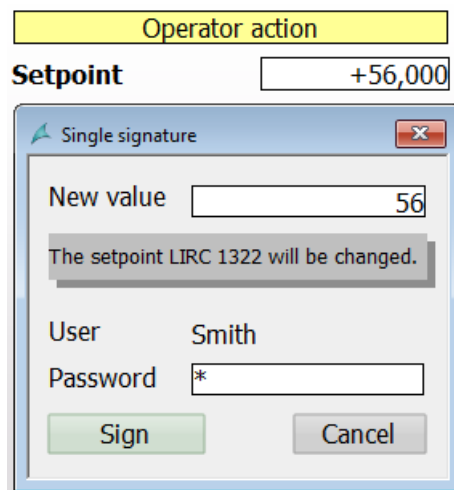 Operator action
Setpoint +56,000
Single signature
New value 56
The setpoint LIRC 1322 will be changed.
User Smith
Password *
Sign Cancel